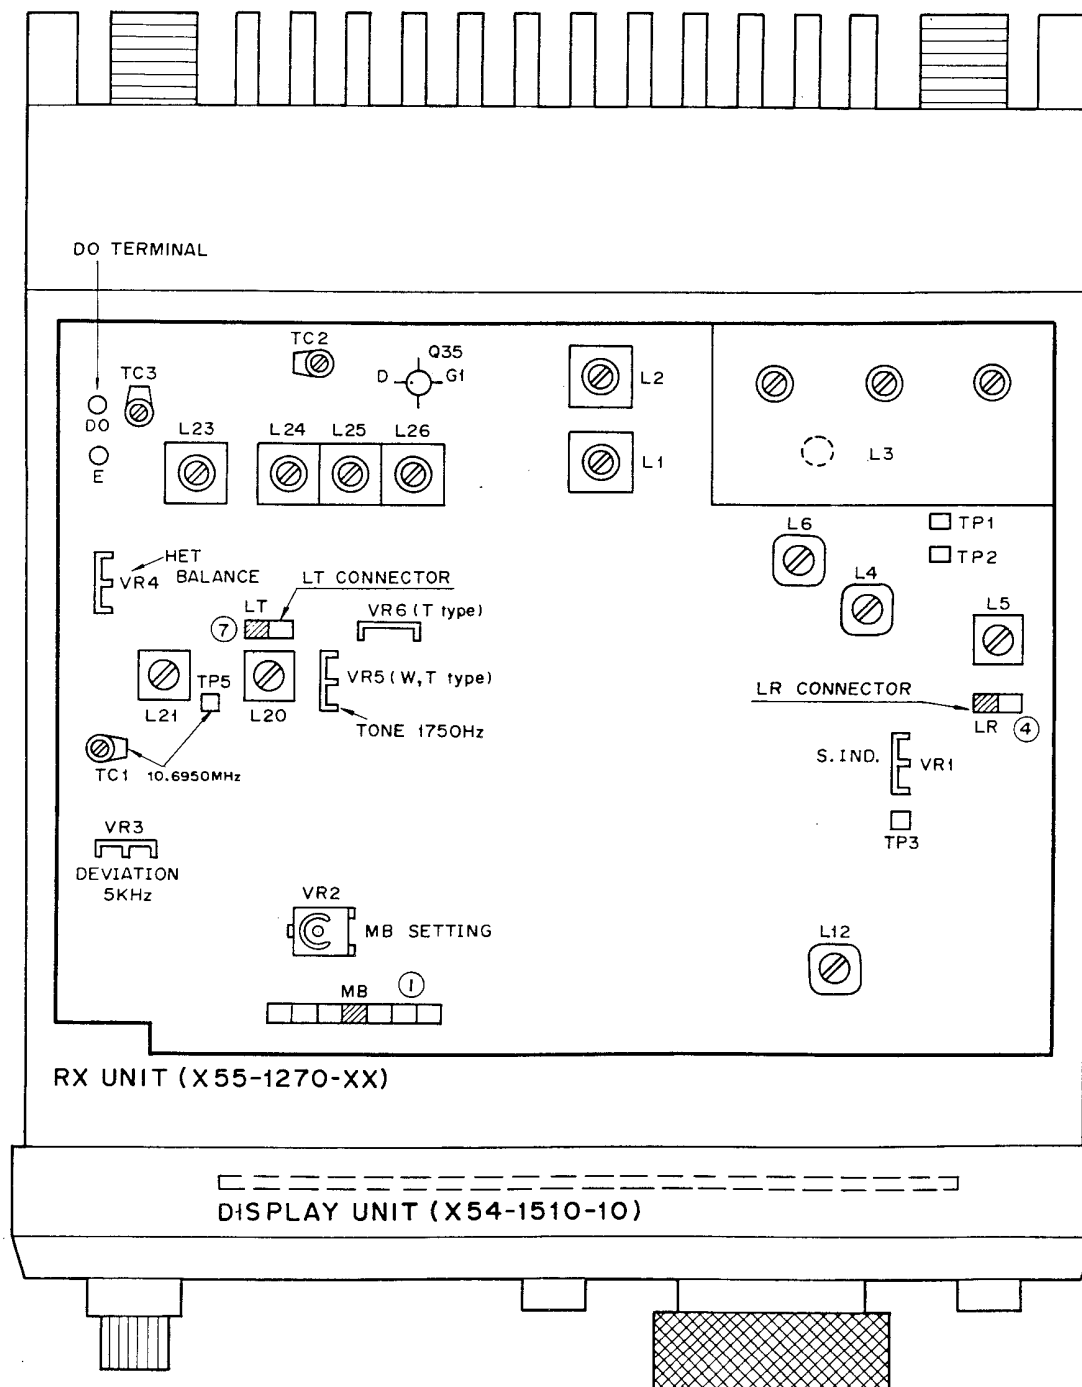 DO TERMINAL
TC2
Q35
D
G1
TC3
L2
DO
L23
L24
L25
L26
L1
L3
E
TP1
L6
TP2
HET
BALANCE
VR4
LT CONNECTOR
L4
LT
VR6 (T type)
L5
7
TP5
VR5 (W, T type)
LR CONNECTOR
L21
L20
TONE 1750Hz
LR
4
S.IND.
VR1
TC1
10.6950MHz
VR3
TP3
DEVIATION
5KHz
VR2
MB SETTING
L12
MB
1
RX UNIT (X55-1270-XX)
DISPLAY UNIT (X54-1510-10)